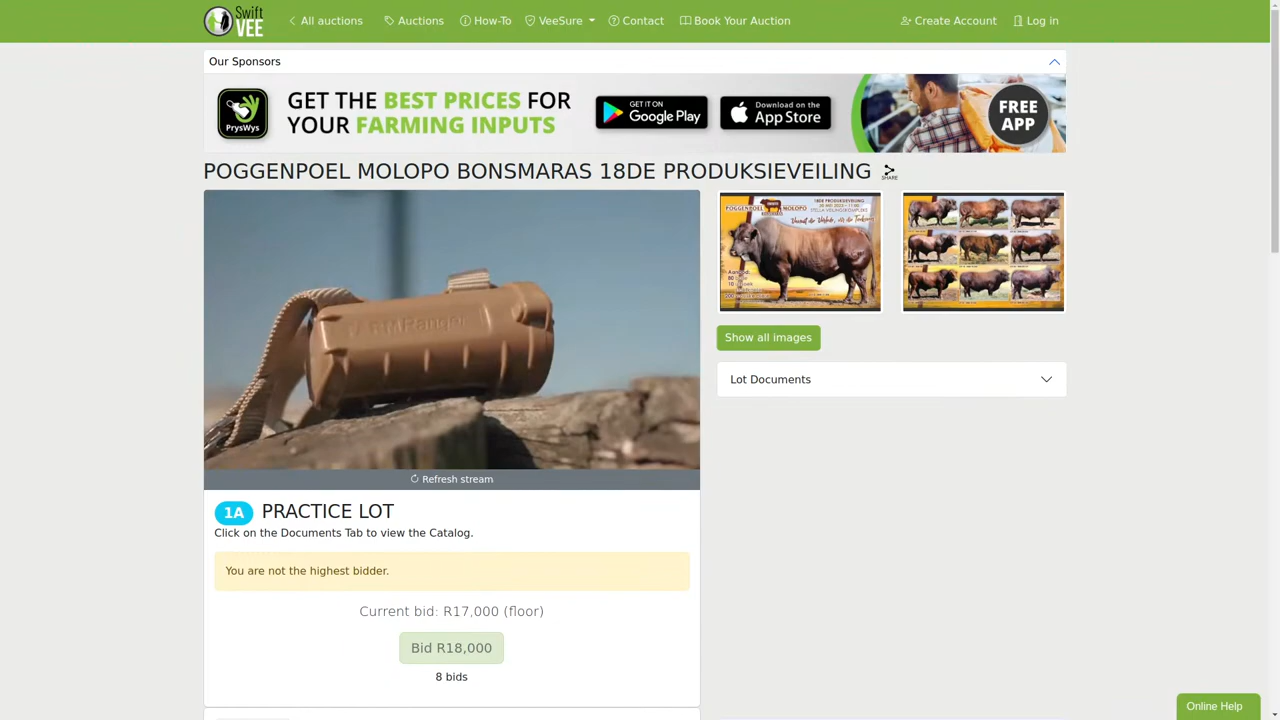 Swift
VEE
All auctions
Auctions
How-To
VeeSure
Contact
Book Your Auction
Create Account
Log in
Our Sponsors
PrysWys
GET THE BEST PRICES FOR
YOUR FARMING INPUTS
GET IT ON
Google Play
Download on the
App Store
FREE
APP
POGGENPOEL MOLOPO BONSMARAS 18DE PRODUKSIEVEILING
SHARE
POGGENPOEL MOLOPO
18DE PRODUKSIEVEILING
Show all images
Lot Documents
Refresh stream
1A PRACTICE LOT
Click on the Documents Tab to view the Catalog.
You are not the highest bidder.
Current bid: R17,000 (floor)
Bid R18,000
8 bids
Online Help